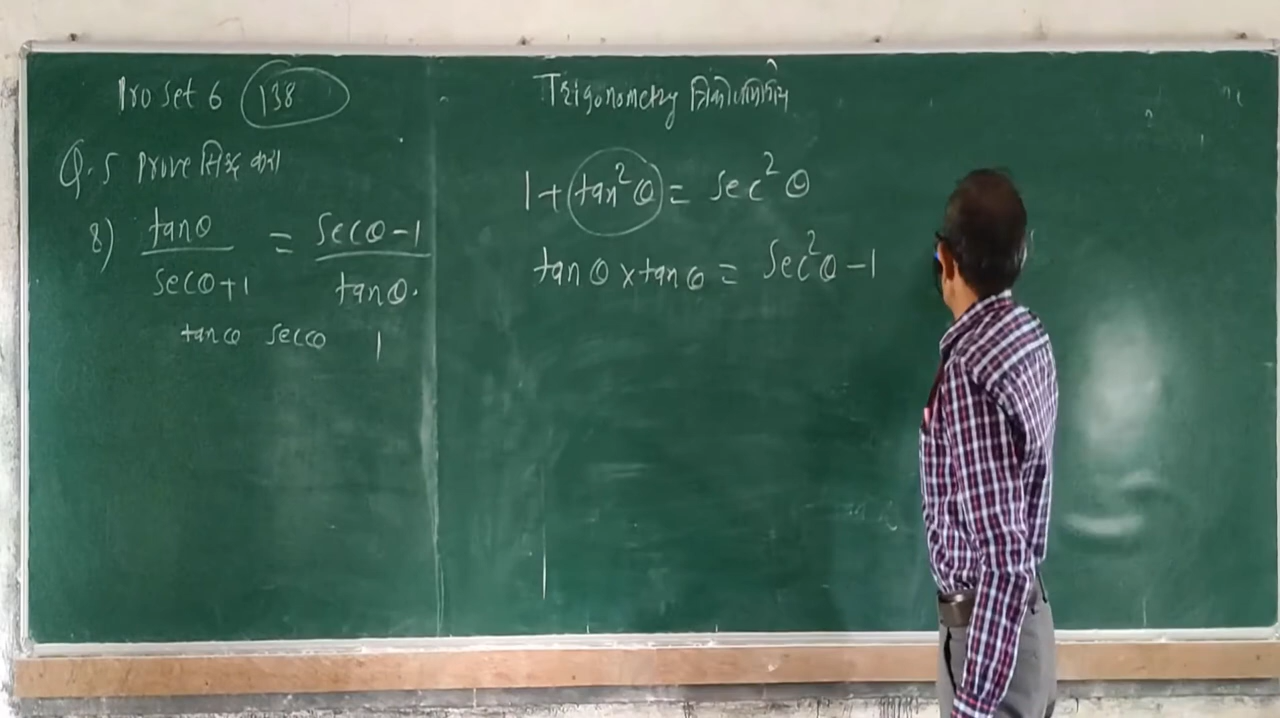 Pro Set 6 138
Q.5 Prove सिद्ध करा
8) tanθ / secθ+1 = secθ-1 / tanθ.
tanθ secθ 1
Trigonometry त्रिकोणमिती
1 + tan²θ = sec²θ
tanθ × tanθ = sec²θ - 1